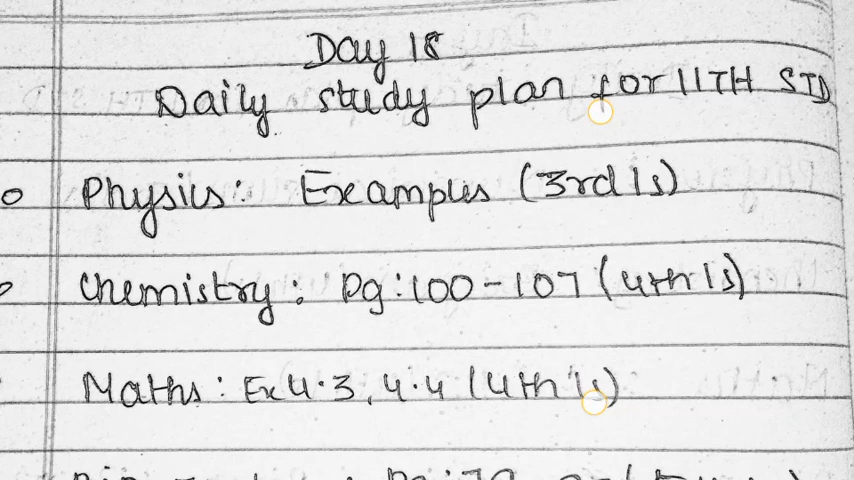 Day 18
Daily study plan for 11TH STD
Physics: Examples (3rd ls)
Chemistry: Pg:100-107 (4th ls)
Maths: Ex 4.3, 4.4 (4th ls)